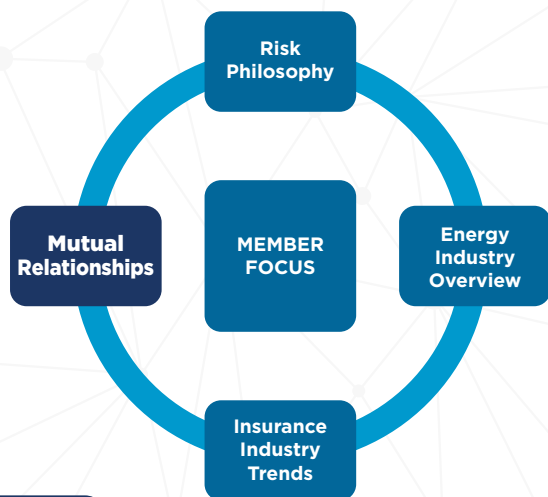 Risk
Philosophy
Mutual
Relationships
MEMBER
FOCUS
Energy
Industry
Overview
Insurance
Industry
Trends